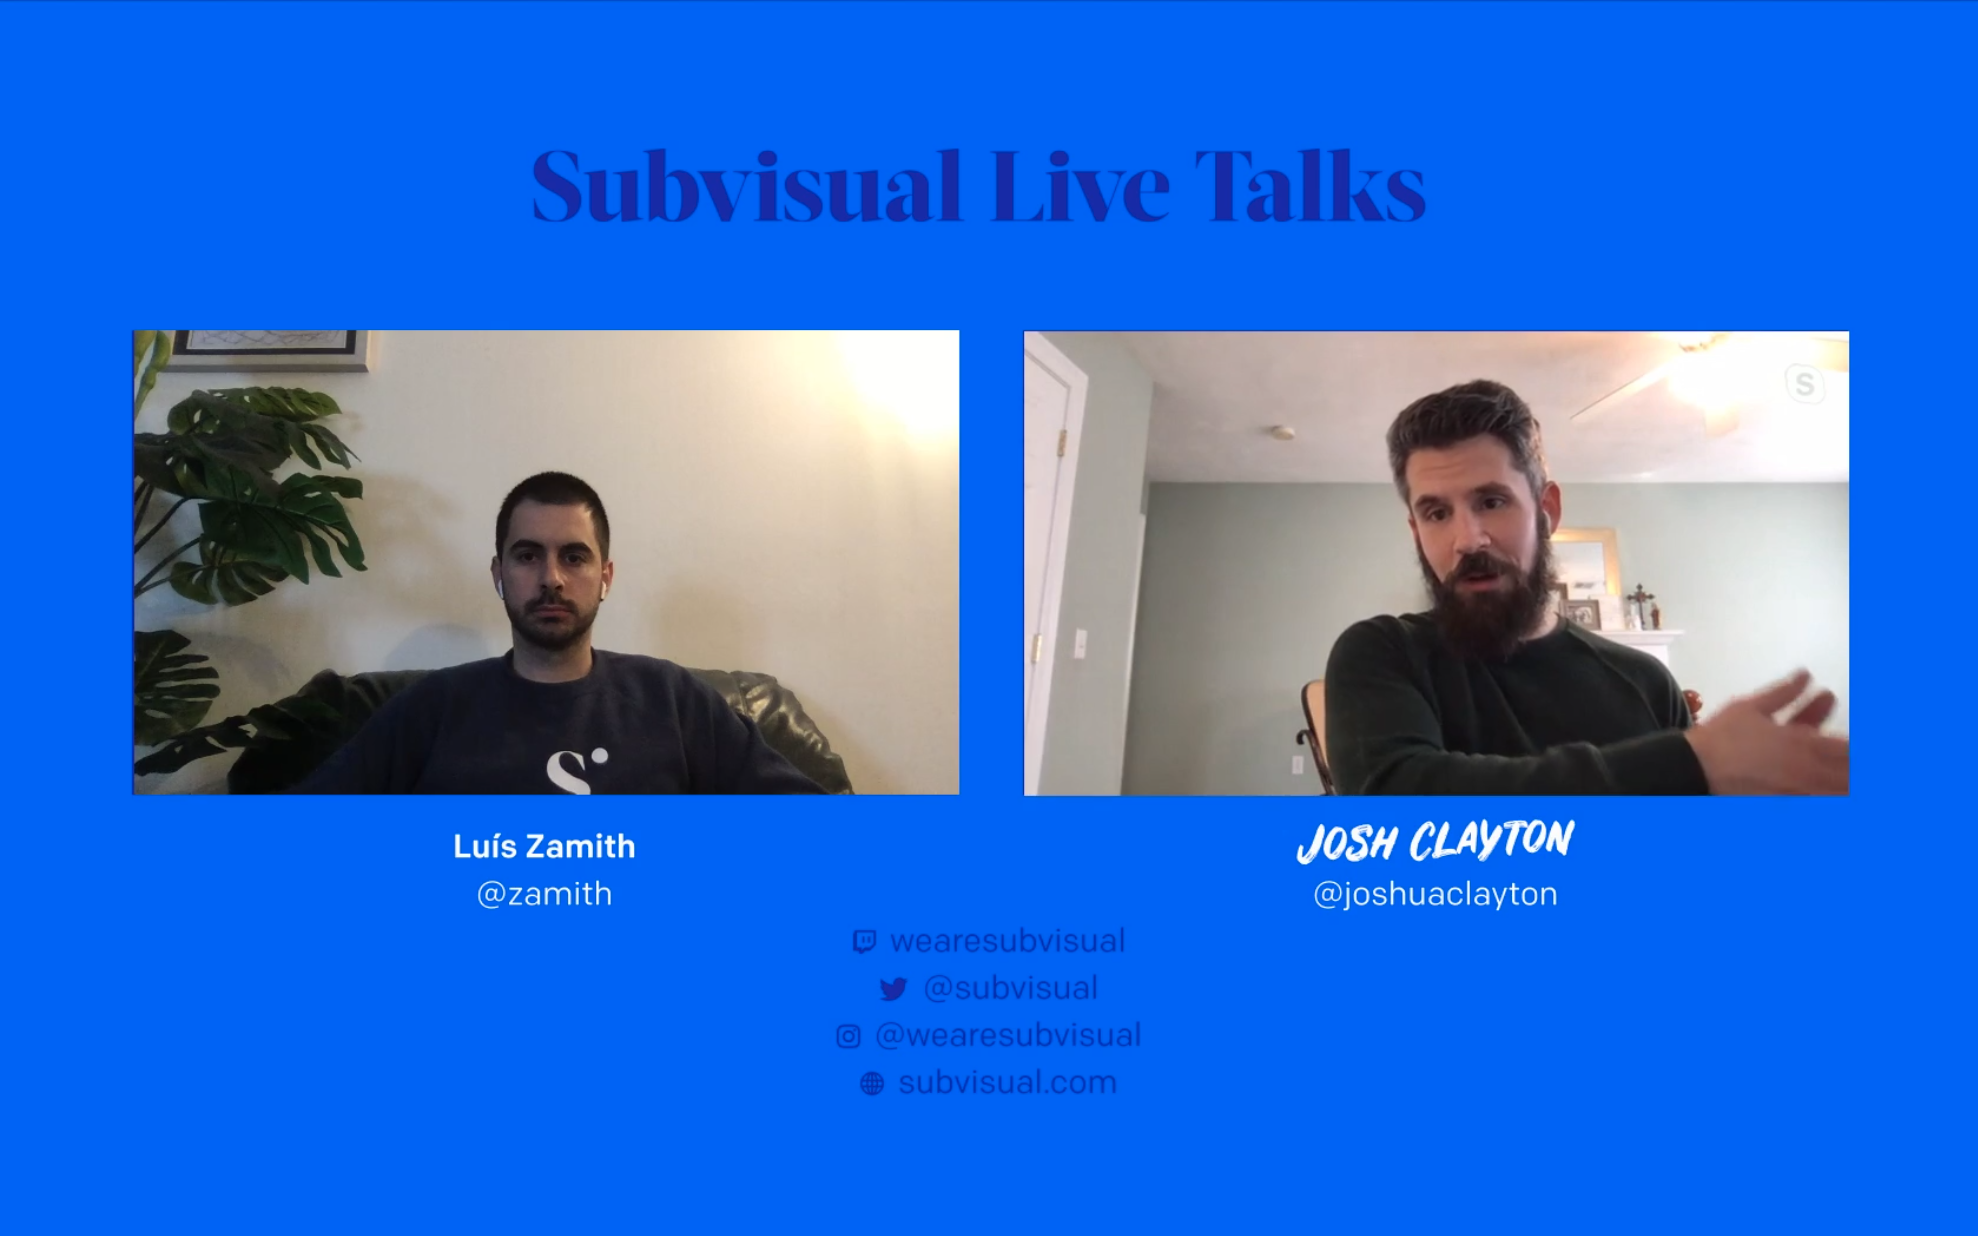 Subvisual Live Talks
S
Luís Zamith
@zamith
JOSH CLAYTON
@joshuaclayton
wearesubvisual
@subvisual
@wearesubvisual
subvisual.com